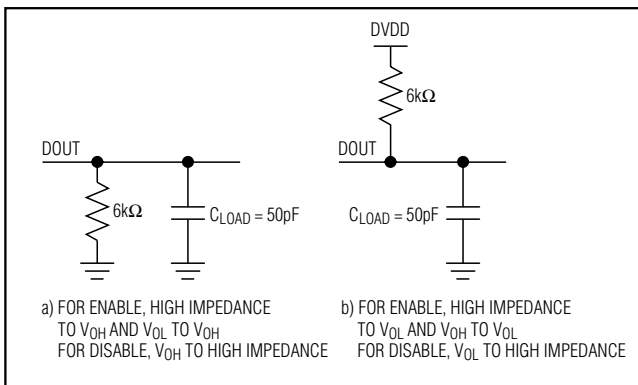 DOUT
6kΩ
CLOAD = 50pF
a) FOR ENABLE, HIGH IMPEDANCE
TO VOH AND VOL TO VOH
FOR DISABLE, VOH TO HIGH IMPEDANCE
DVDD
6kΩ
DOUT
CLOAD = 50pF
b) FOR ENABLE, HIGH IMPEDANCE
TO VOL AND VOH TO VOL
FOR DISABLE, VOL TO HIGH IMPEDANCE